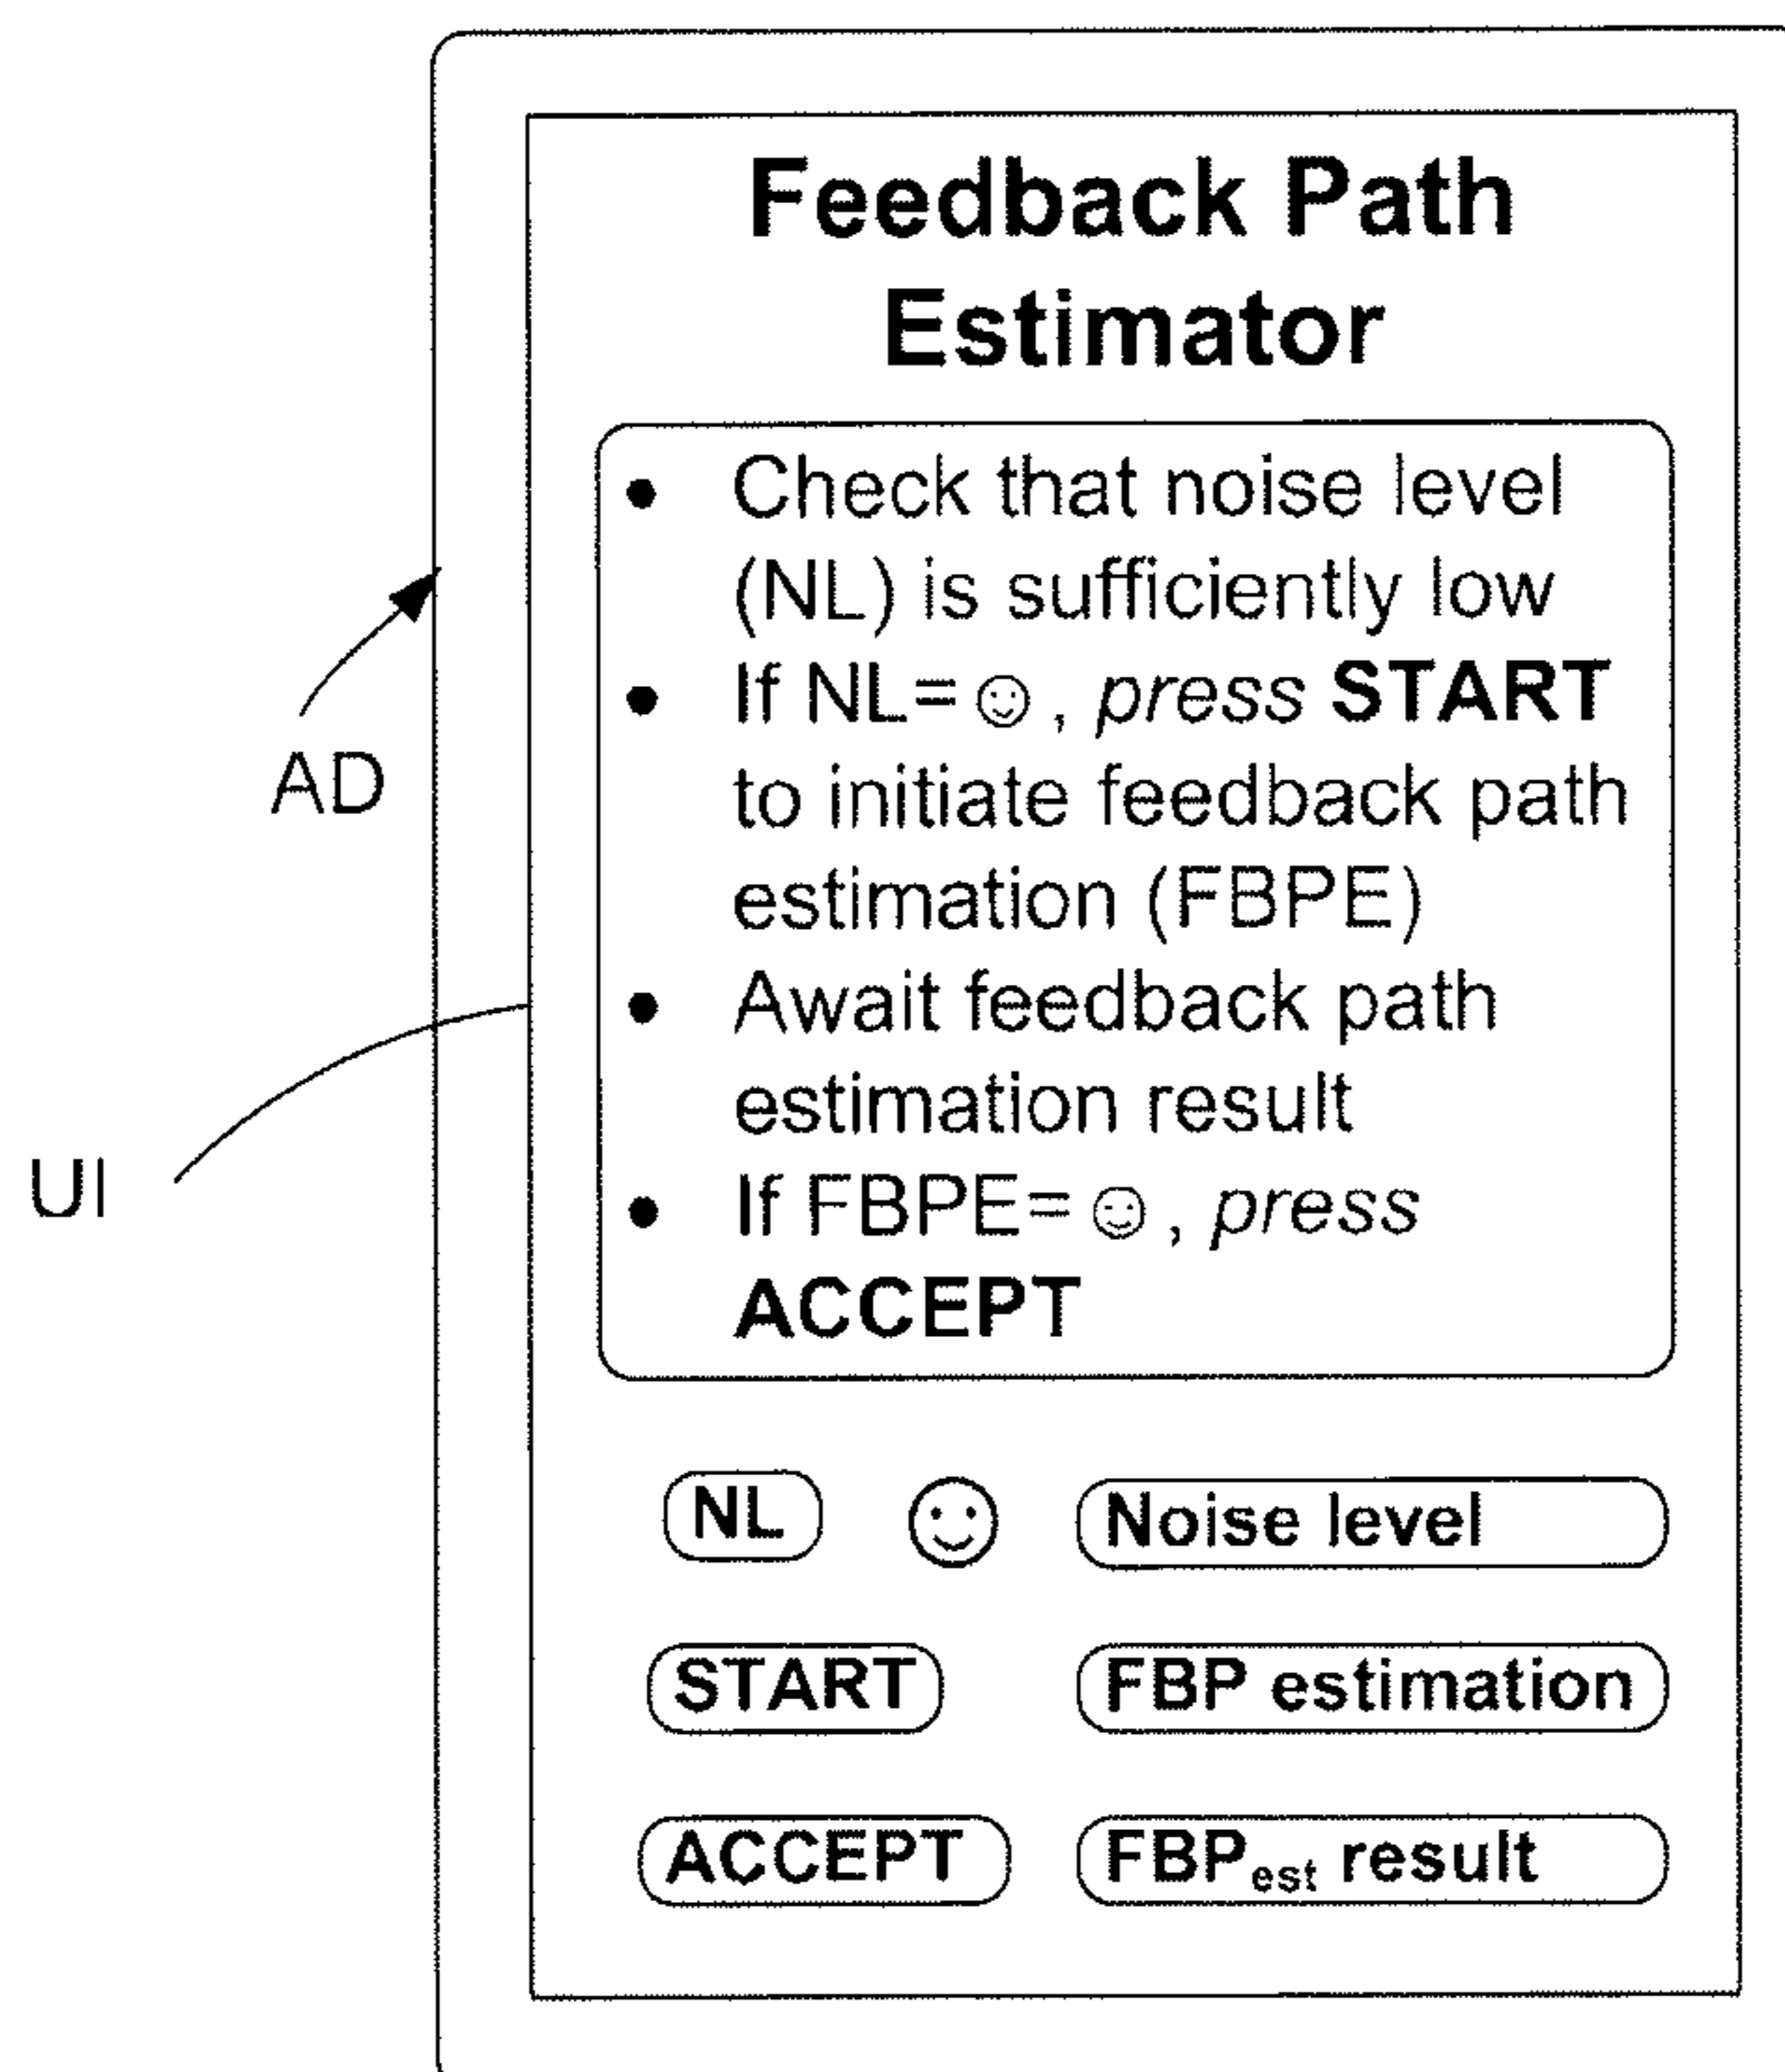 Feedback Path
Estimator
• Check that noise level
(NL) is sufficiently low
• If NL=☺, press START
to initiate feedback path
estimation (FBPE)
• Await feedback path
estimation result
• If FBPE=☺, press
ACCEPT
AD
UI
NL ☺ Noise level
START FBP estimation
ACCEPT FBPest result